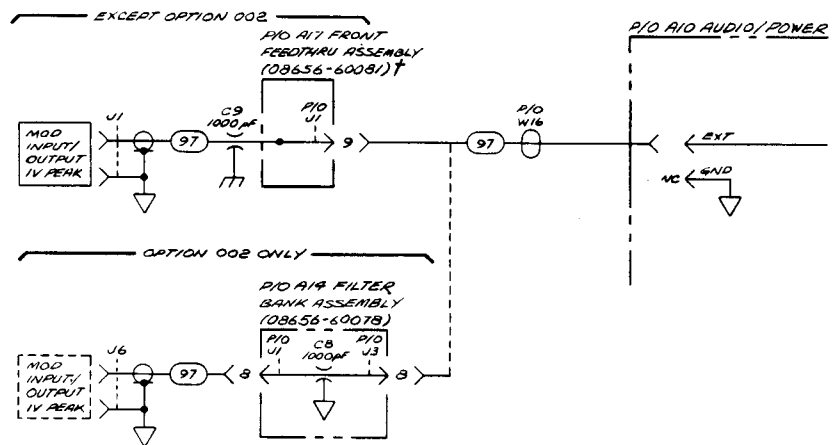 EXCEPT OPTION 002
P/O A17 FRONT
FEEDTHRU ASSEMBLY
(08656-60081)†
P/O A10 AUDIO/POWER
J1
C9
1000pF
P/O
J1
P/O
W16
MOD
INPUT/
OUTPUT
1V PEAK
97
9
97
EXT
NC
GND
OPTION 002 ONLY
P/O A14 FILTER
BANK ASSEMBLY
(08656-60078)
J6
P/O
J1
C8
1000pF
P/O
J3
MOD
INPUT/
OUTPUT
1V PEAK
97
8
8